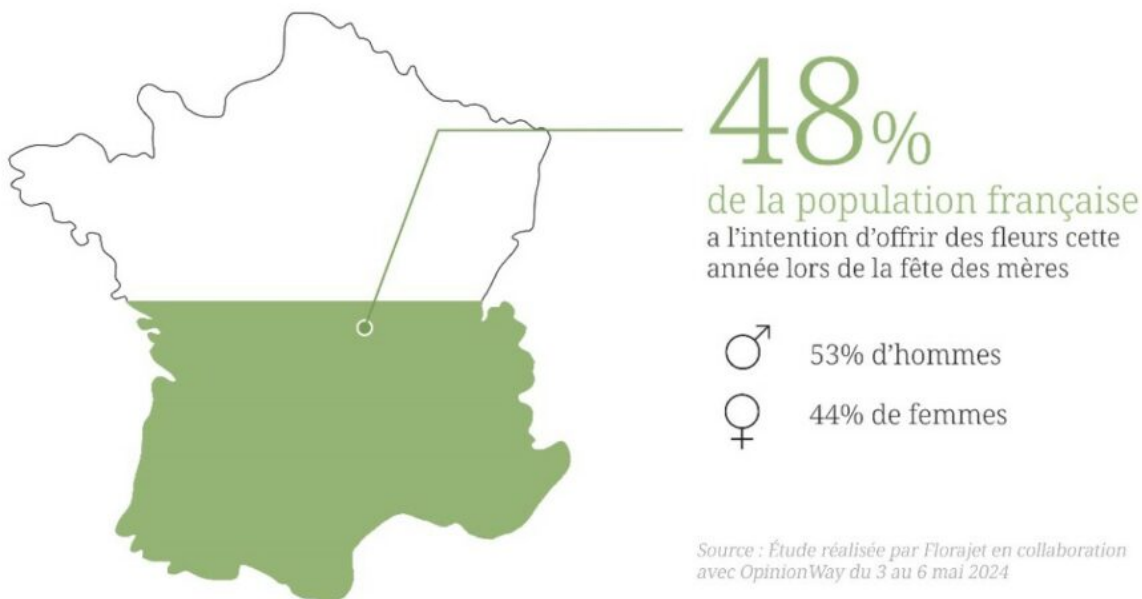 48%
de la population française
a l'intention d'offrir des fleurs cette
année lors de la fête des mères
53% d'hommes
44% de femmes
Source : Étude réalisée par Florajet en collaboration
avec OpinionWay du 3 au 6 mai 2024